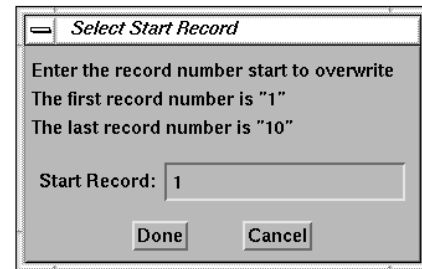 Select Start Record
Enter the record number start to overwrite
The first record number is "1"
The last record number is "10"
Start Record: 1
Done Cancel